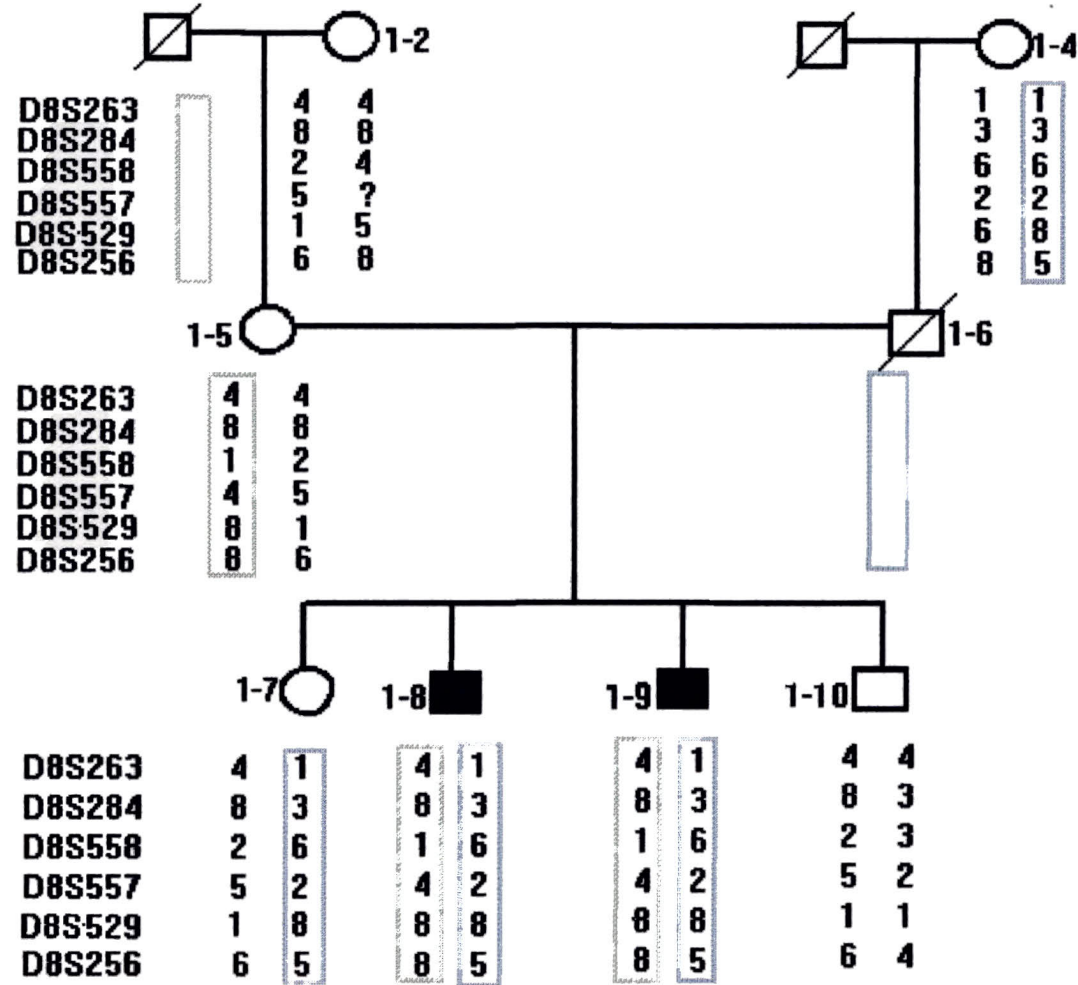 1-2 1-4
D8S263 4 4 1 1
D8S284 8 8 3 3
D8S558 2 4 6 6
D8S557 5 ? 2 2
D8S529 1 5 6 8
D8S256 6 8 8 5
1-5 1-6
D8S263 4 4
D8S284 8 8
D8S558 1 2
D8S557 4 5
D8S529 8 1
D8S256 8 6
1-7 1-8 1-9 1-10
D8S263 4 1 4 1 4 1 4 4
D8S284 8 3 8 3 8 3 8 3
D8S558 2 6 1 6 1 6 2 3
D8S557 5 2 4 2 4 2 5 2
D8S529 1 8 8 8 8 8 1 1
D8S256 6 5 8 5 8 5 6 4